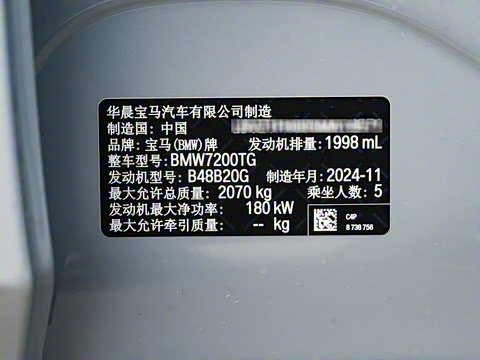 华晨宝马汽车有限公司制造
制造国: 中国
品牌: 宝马(BMW)牌 发动机排量: 1998 mL
整车型号: BMW7200TG
发动机型号: B48B20G 制造年月: 2024-11
最大允许总质量: 2070 kg 乘坐人数: 5
发动机最大净功率: 180 kW
最大允许牵引质量: -- kg
C4P
8 738 756